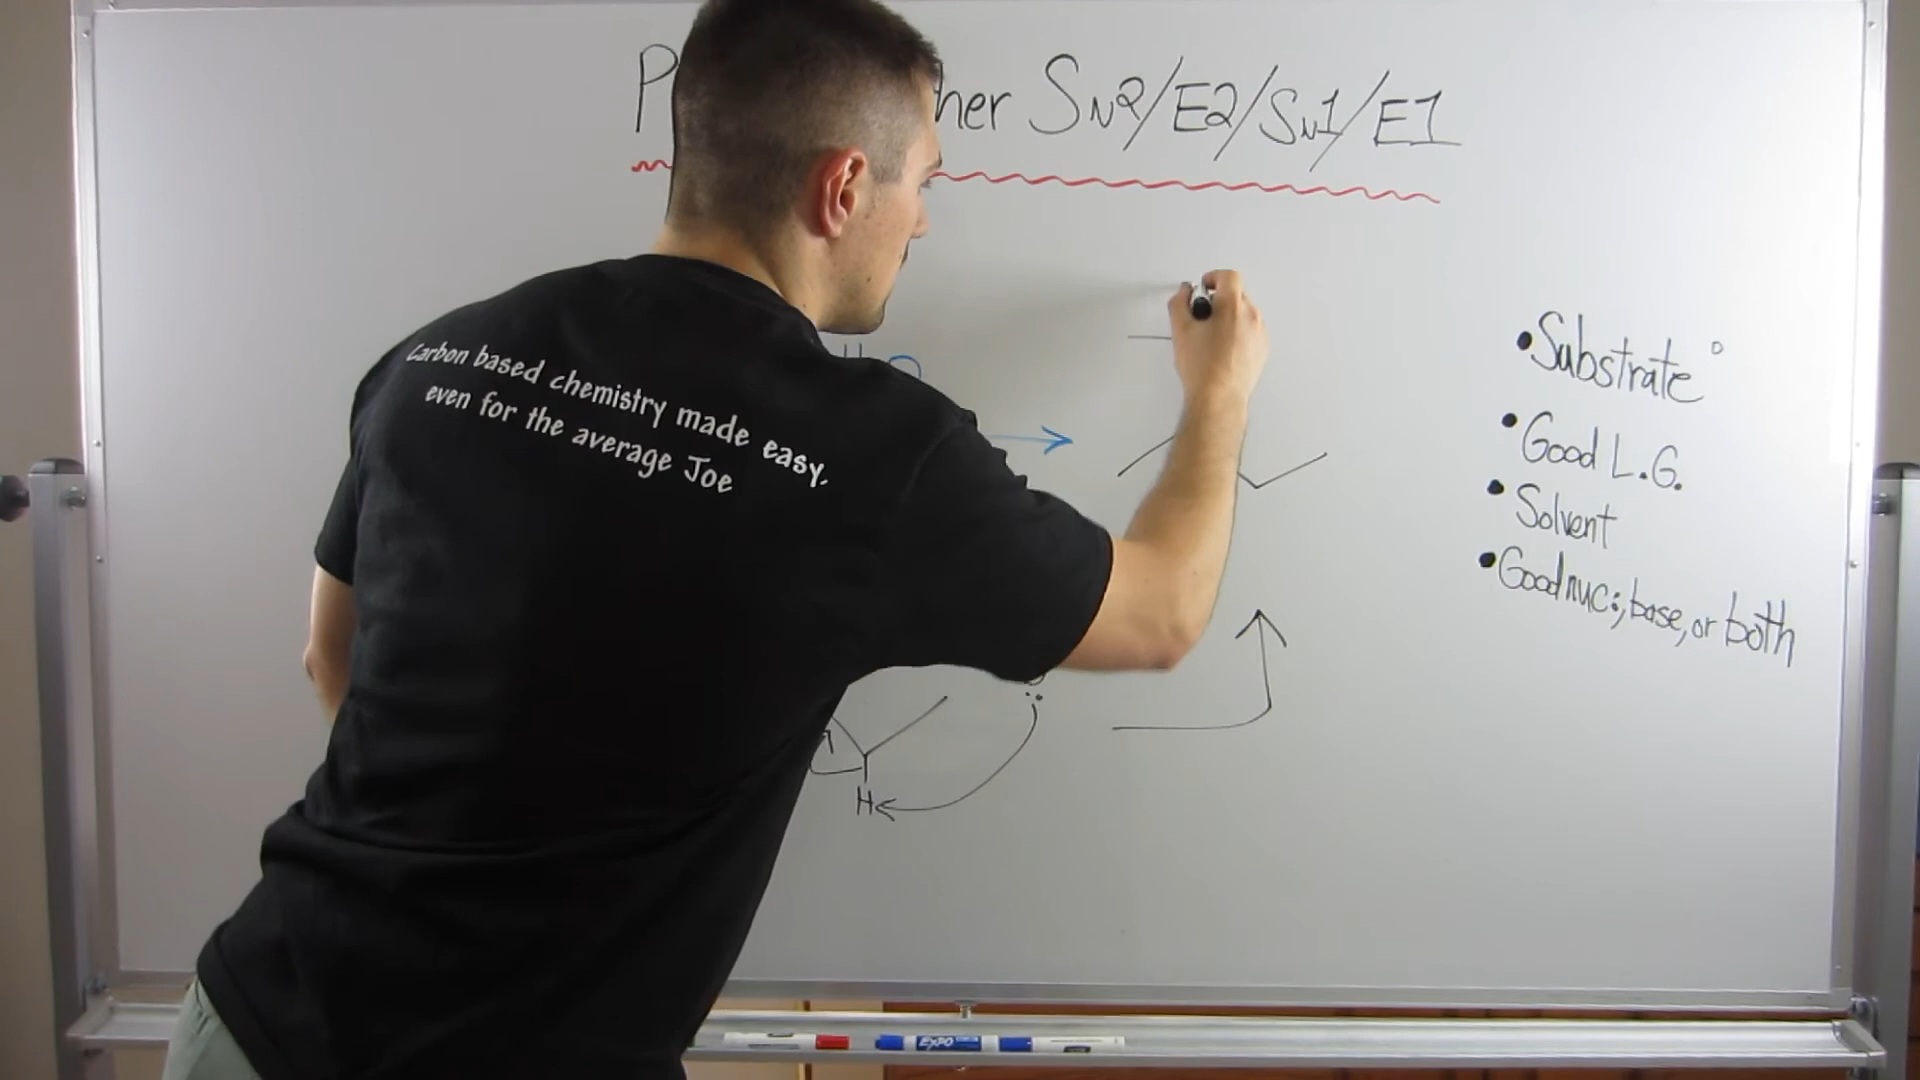 her SN2/E2/SN1/E1
Carbon based chemistry made easy,
even for the average Joe
• Substrate °
• Good L.G.
• Solvent
• Good nuc:, base, or both
H
EXPO